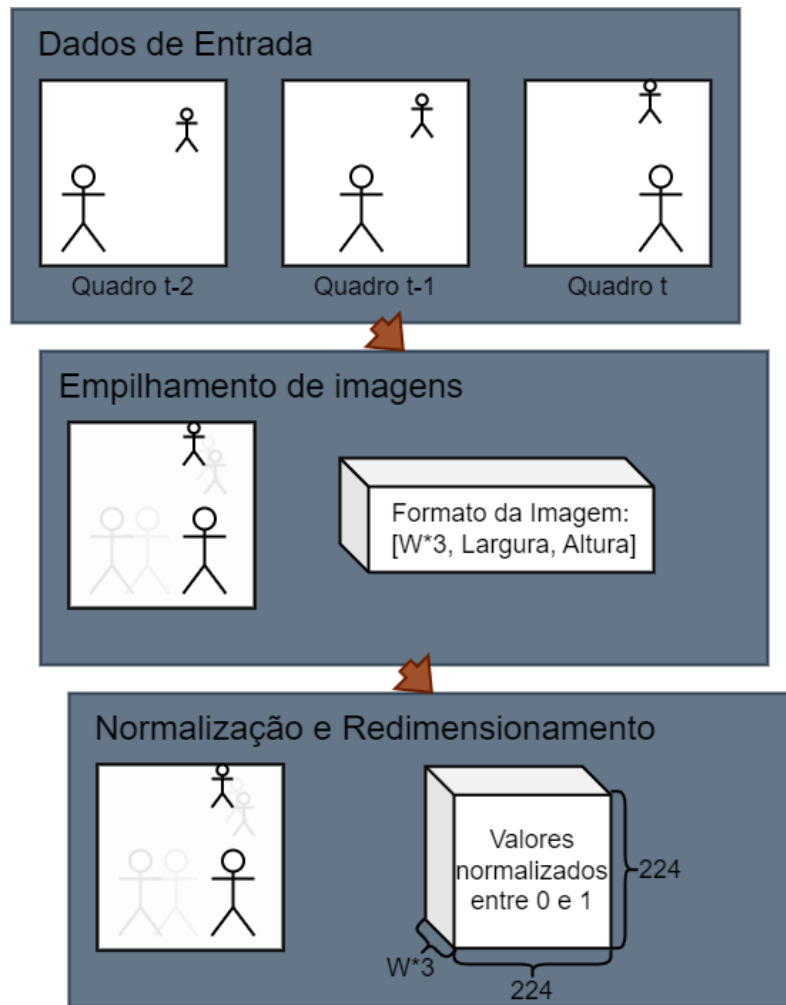 Dados de Entrada
Quadro t-2
Quadro t-1
Quadro t
Empilhamento de imagens
Formato da Imagem:
[W*3, Largura, Altura]
Normalização e Redimensionamento
Valores
normalizados
entre 0 e 1
224
W*3
224